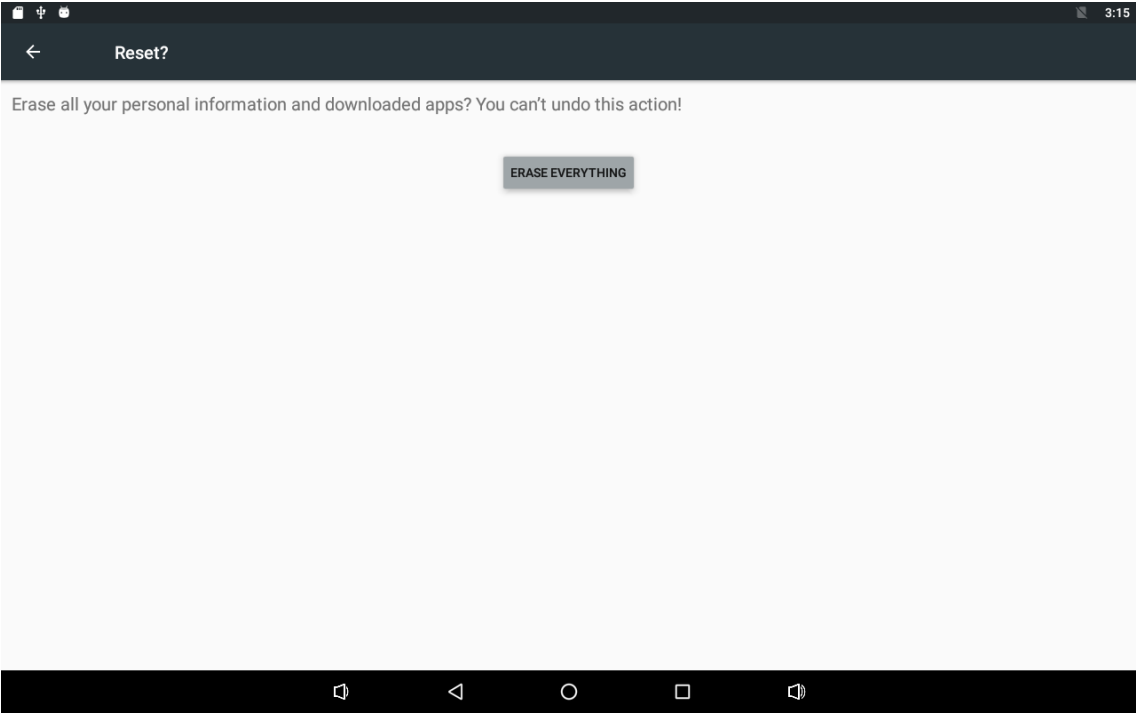 3:15
Reset?
Erase all your personal information and downloaded apps? You can’t undo this action!
ERASE EVERYTHING